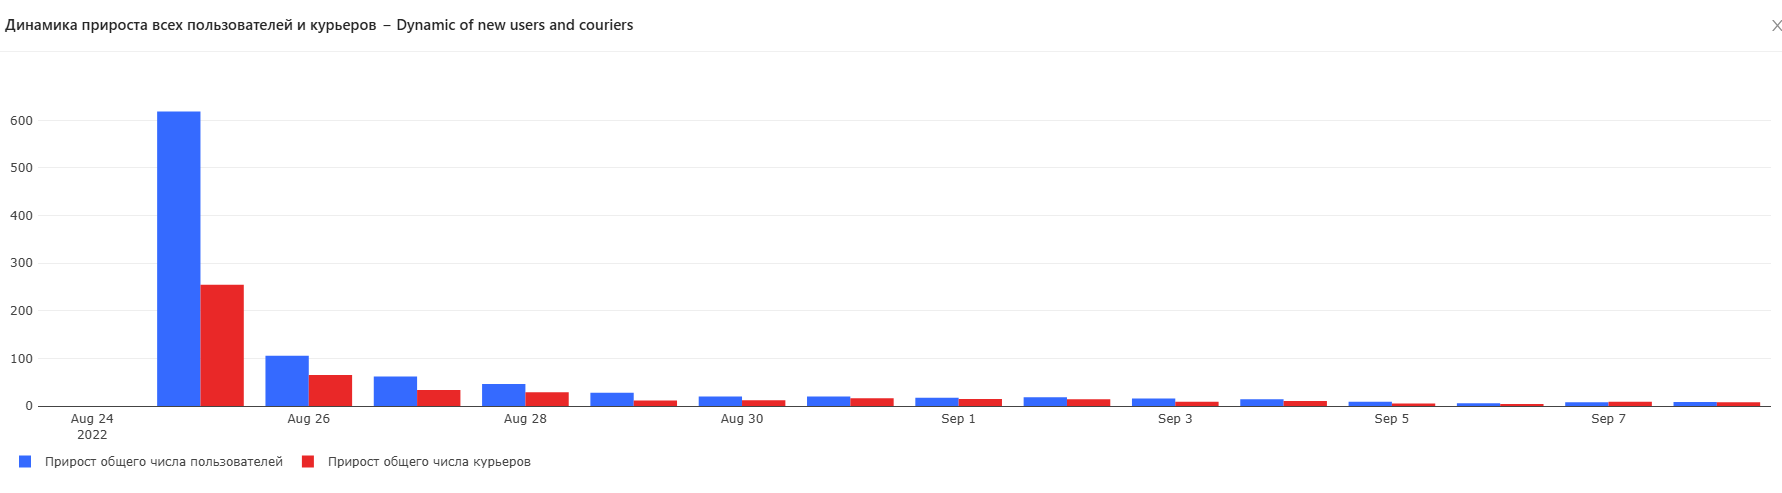 Динамика прироста всех пользователей и курьеров – Dynamic of new users and couriers
600
500
400
300
200
100
0
Aug 24 Aug 26 Aug 28 Aug 30 Sep 1 Sep 3 Sep 5 Sep 7
2022
Прирост общего числа пользователей Прирост общего числа курьеров